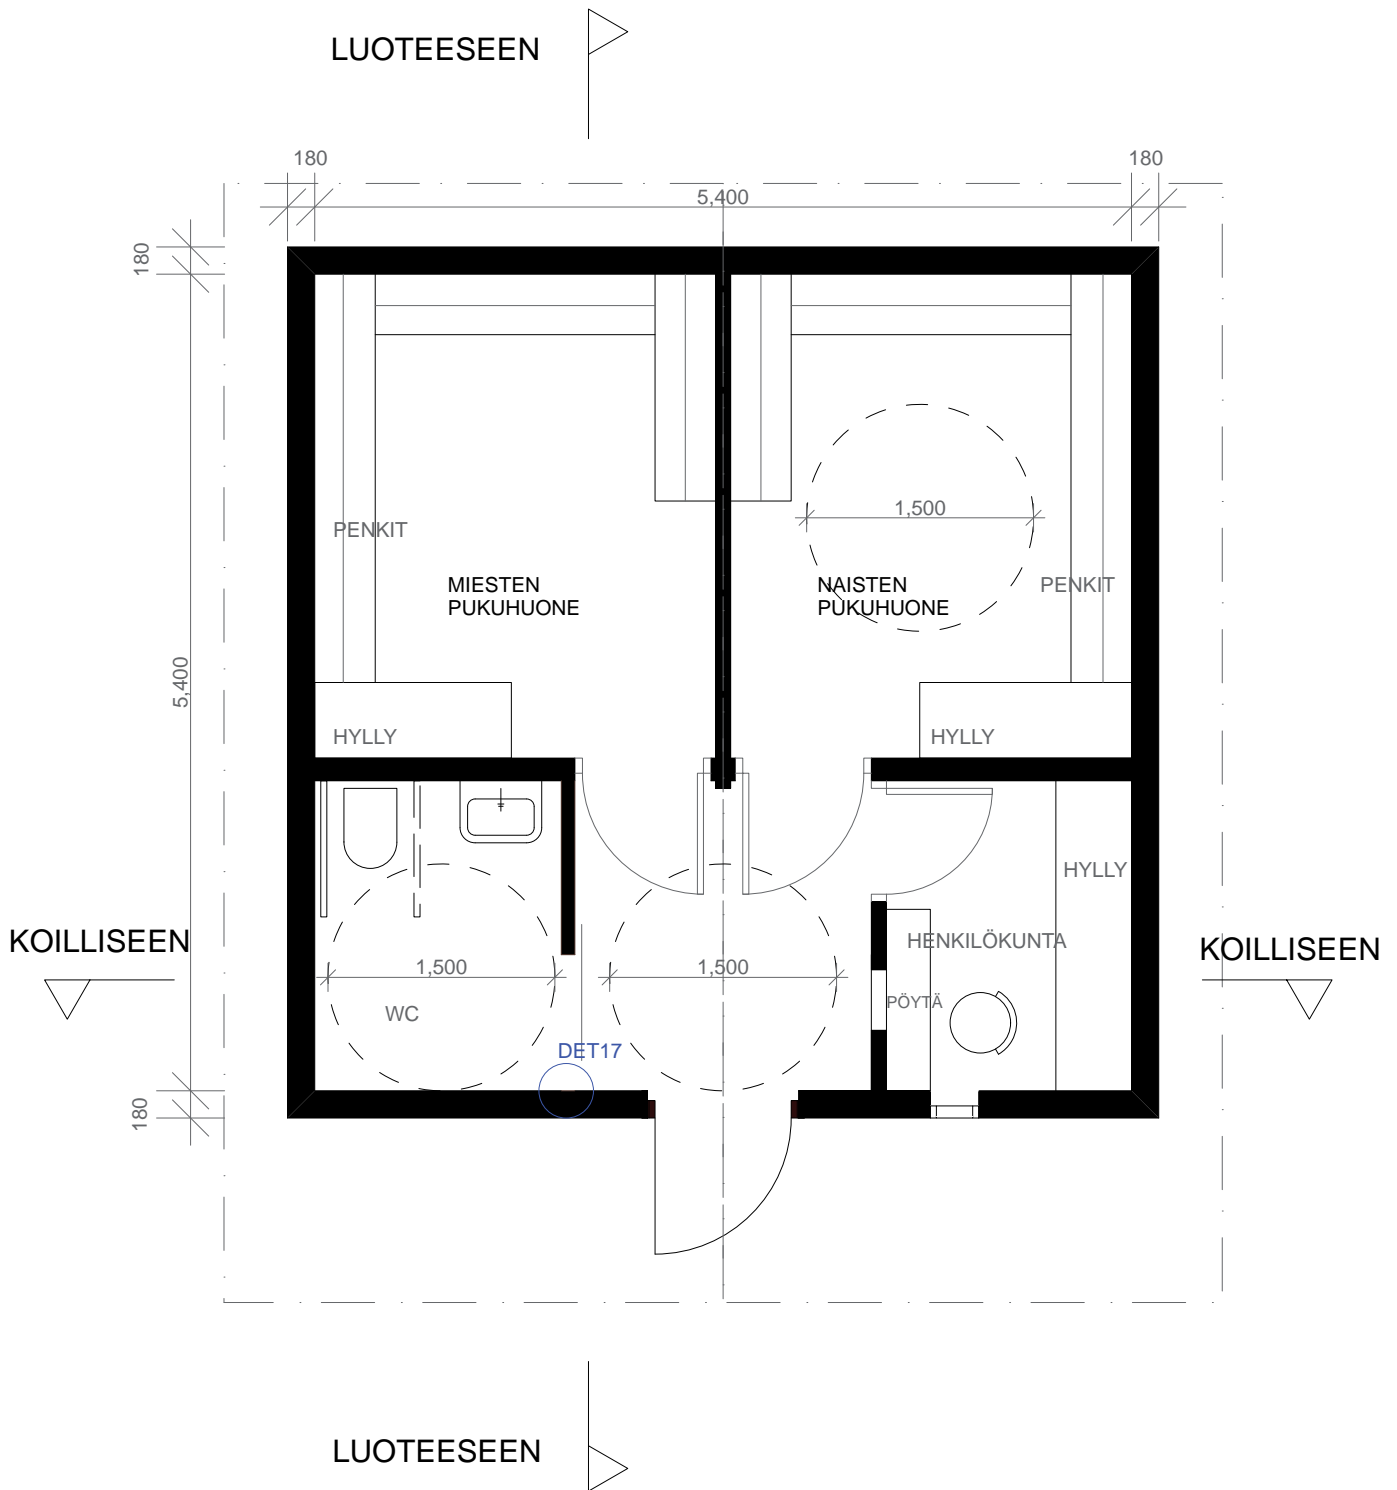 LUOTEESEEN
180
180
5,400
180
1,500
PENKIT
MIESTEN
PUKUHUONE
NAISTEN
PUKUHUONE
PENKIT
5,400
HYLLY
HYLLY
HYLLY
KOILLISEEN
HENKILÖKUNTA
KOILLISEEN
1,500
1,500
WC
PÖYTÄ
DET17
180
LUOTEESEEN